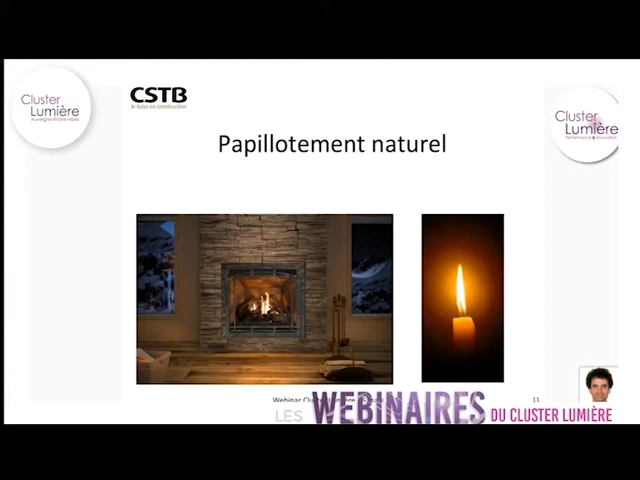 Cluster
Lumière
Auvergne-Rhône-Alpes
CSTB
le futur en construction
Cluster
Lumière
Performance & Innovation
Papillotement naturel
11
LES WEBINAIRES DU CLUSTER LUMIÈRE